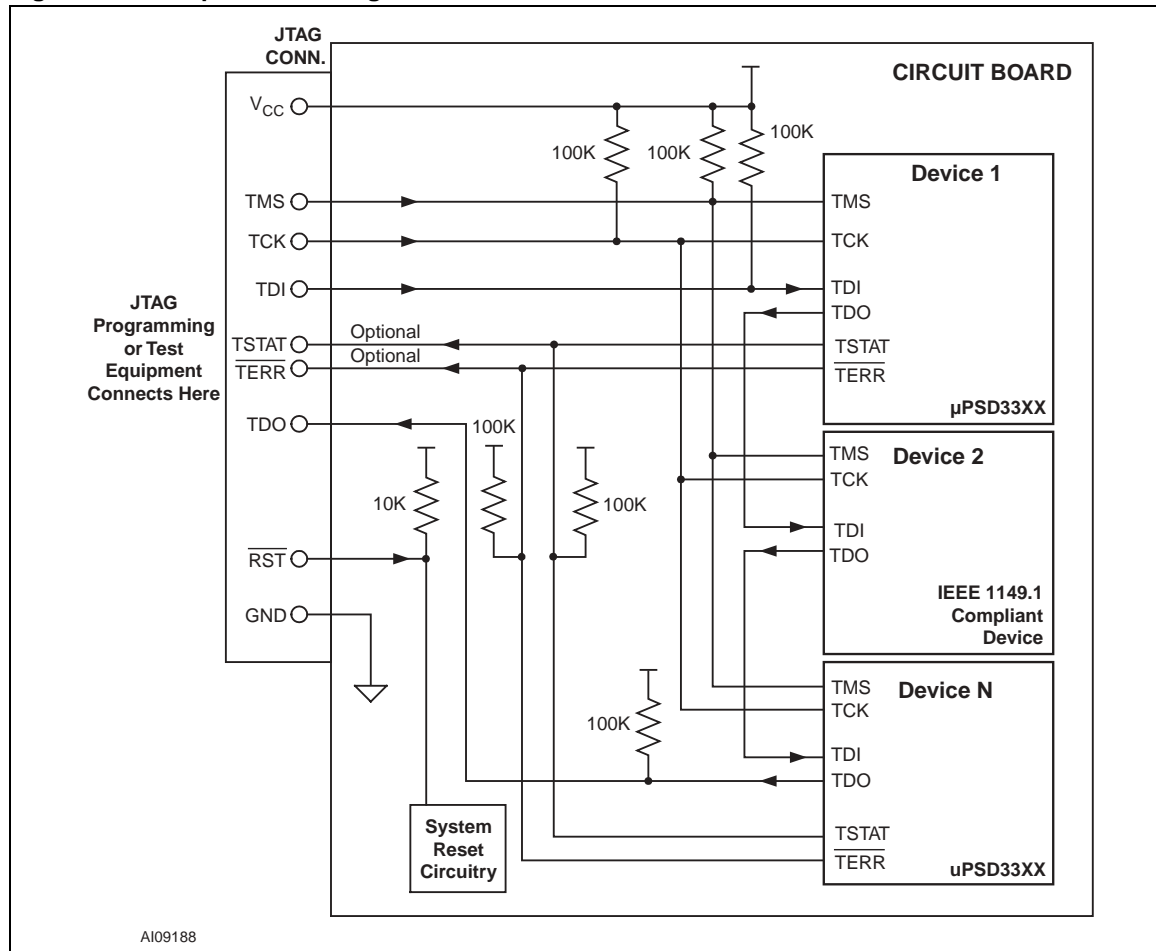 JTAG
CONN.
CIRCUIT BOARD
VCC
100K
100K
100K
Device 1
TMS
TMS
TCK
TCK
TDI
TDI
TDO
JTAG
Programming
or Test
Equipment
Connects Here
TSTAT
Optional
TSTAT
TERR
Optional
TERR
µPSD33XX
TDO
100K
TMS
Device 2
TCK
10K
100K
TDI
TDO
RST
IEEE 1149.1
Compliant
Device
GND
TMS
Device N
TCK
100K
TDI
TDO
System
Reset
Circuitry
TSTAT
TERR
uPSD33XX
AI09188